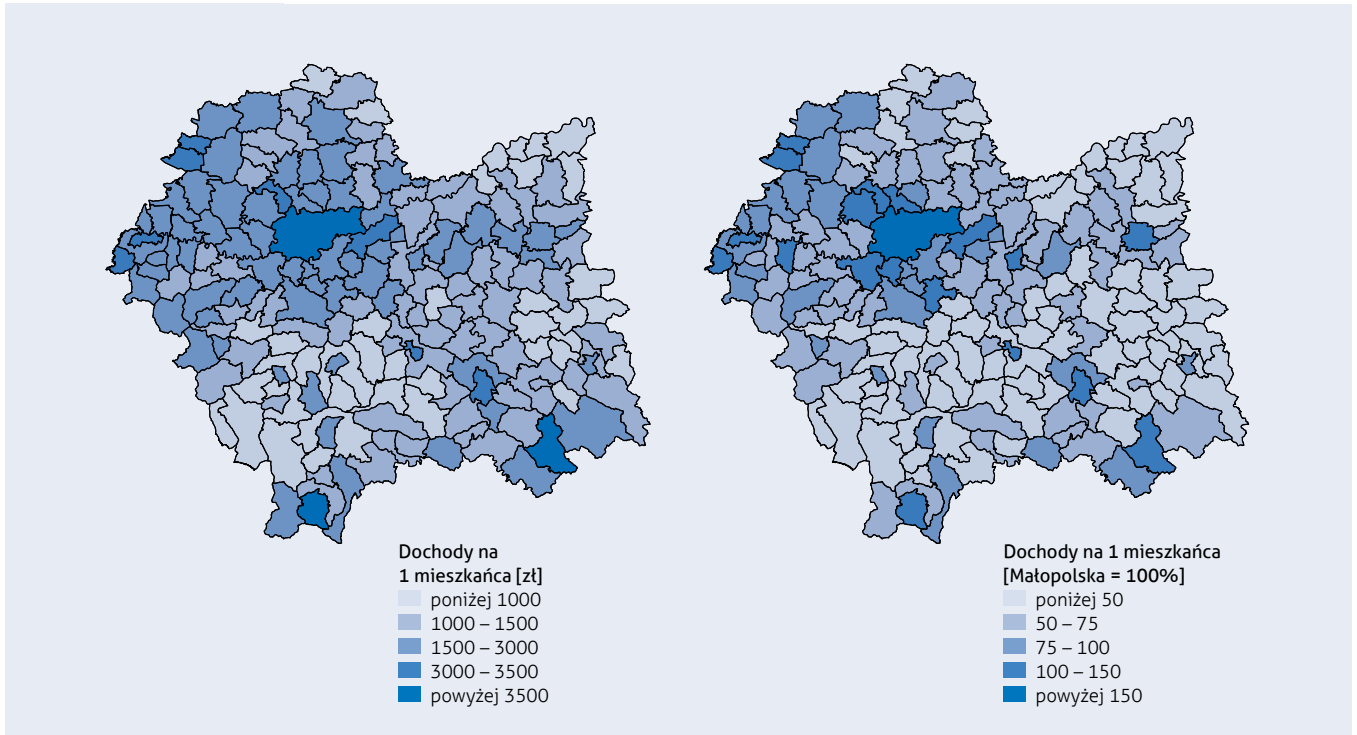 Dochody na
1 mieszkańca [zł]
poniżej 1000
1000 – 1500
1500 – 3000
3000 – 3500
powyżej 3500
Dochody na 1 mieszkańca
[Małopolska = 100%]
poniżej 50
50 – 75
75 – 100
100 – 150
powyżej 150